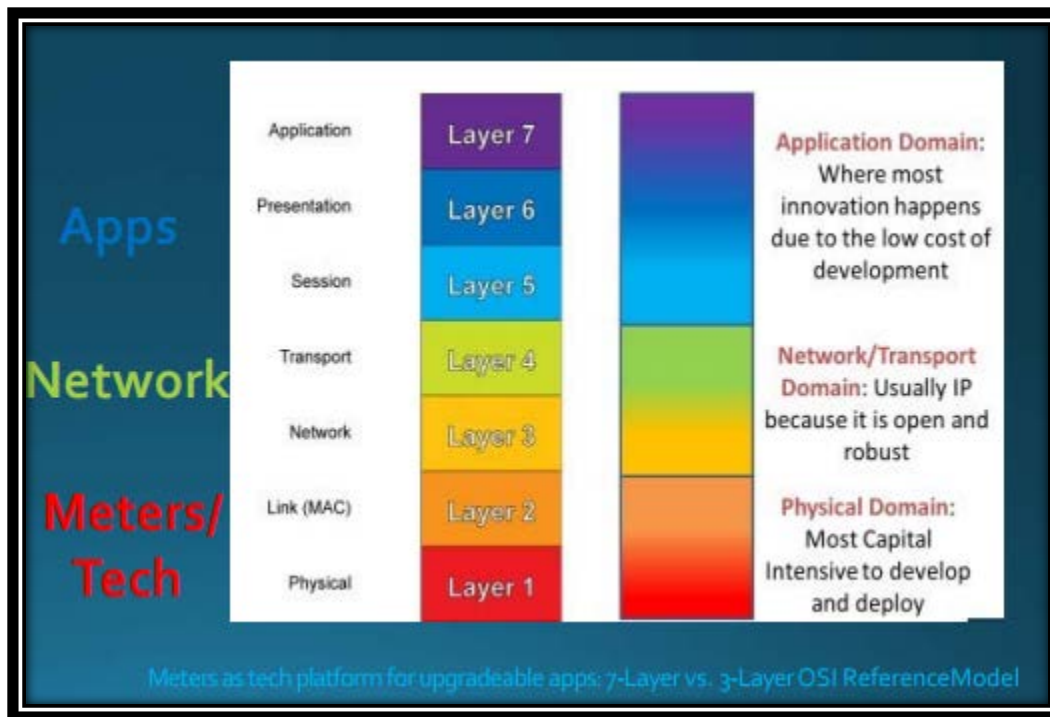 Apps
Network
Meters/
Tech
Application
Presentation
Session
Transport
Network
Link (MAC)
Physical
Layer 7
Layer 6
Layer 5
Layer 4
Layer 3
Layer 2
Layer 1
Application Domain:
Where most
innovation happens
due to the low cost of
development
Network/Transport
Domain: Usually IP
because it is open and
robust
Physical Domain:
Most Capital
Intensive to develop
and deploy
Meters as tech platform for upgradeable apps: 7-Layer vs. 3-Layer OSI Reference Model